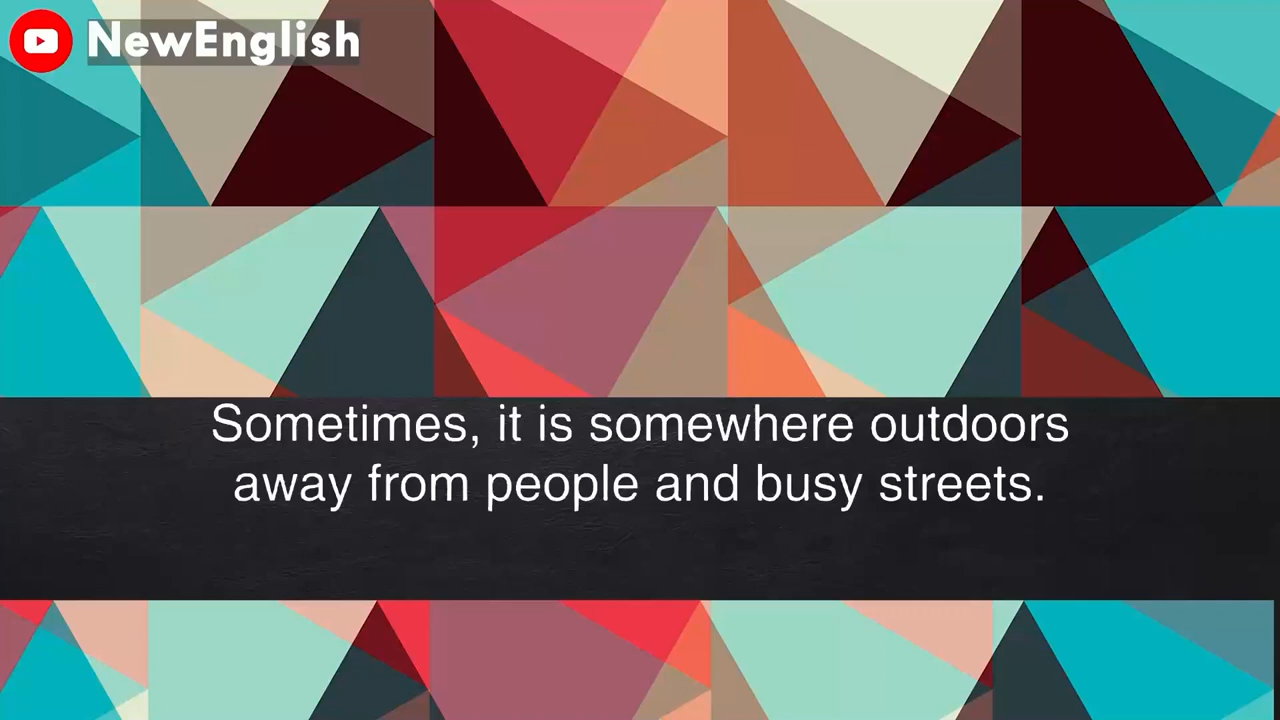 NewEnglish
Sometimes, it is somewhere outdoors
away from people and busy streets.